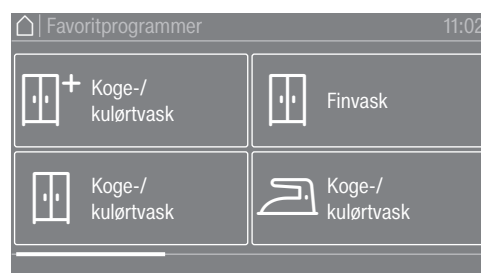 Favoritprogrammer 11:02
Koge-/
kulørtvask
Finvask
Koge-/
kulørtvask
Koge-/
kulørtvask